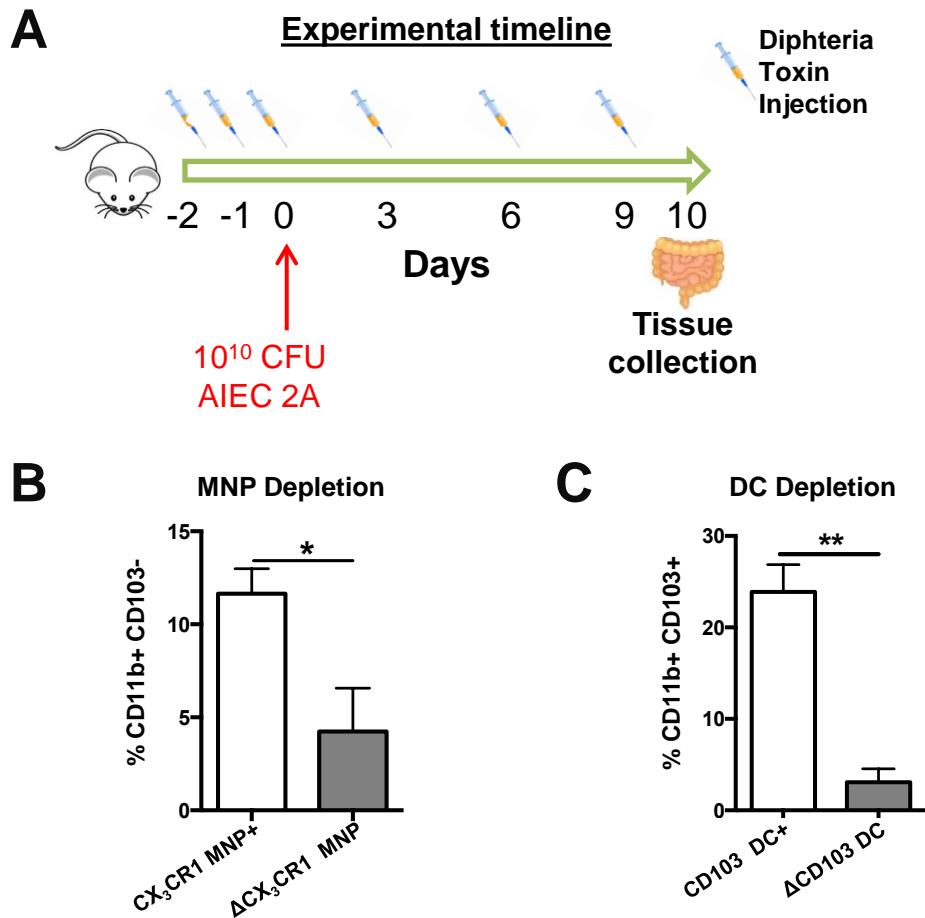 A
Experimental timeline
Diphteria
Toxin
Injection
-2 -1 0 3 6 9 10
Days
10¹⁰ CFU
AIEC 2A
Tissue
collection
B
MNP Depletion
*
% CD11b+ CD103-
15
10
5
0
CX₃CR1 MNP+
ΔCX₃CR1 MNP
C
DC Depletion
**
% CD11b+ CD103+
30
20
10
0
CD103 DC+
ΔCD103 DC